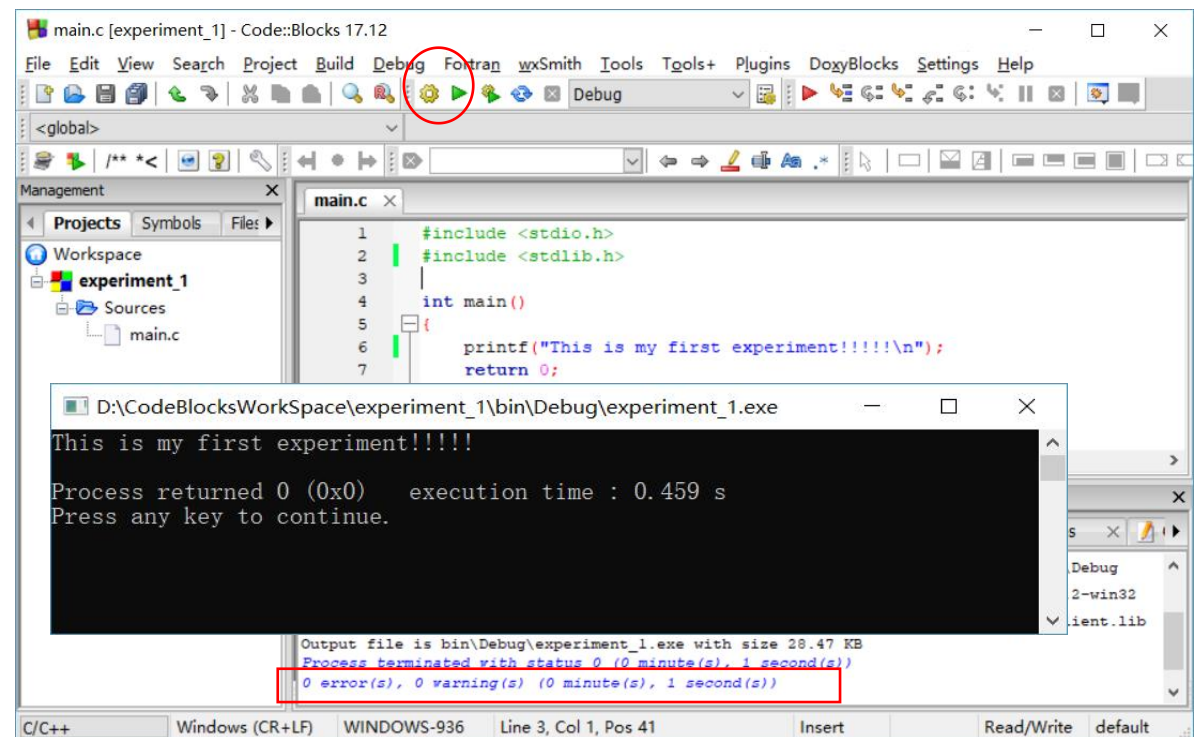 main.c [experiment_1] - Code::Blocks 17.12
File Edit View Search Project Build Debug Fortran wxSmith Tools Tools+ Plugins DoxyBlocks Settings Help
Debug
<global>
/** *<
.*
Management
main.c
Projects Symbols Files
1 #include <stdio.h>
Workspace
2 #include <stdlib.h>
experiment_1
3
Sources
4 int main()
main.c
5 {
6 printf("This is my first experiment!!!!!\n");
7 return 0;
D:\CodeBlocksWorkSpace\experiment_1\bin\Debug\experiment_1.exe
This is my first experiment!!!!!
Process returned 0 (0x0) execution time : 0.459 s
Press any key to continue.
s
\Debug
2-win32
ient.lib
Output file is bin\Debug\experiment_1.exe with size 28.47 KB
Process terminated with status 0 (0 minute(s), 1 second(s))
0 error(s), 0 warning(s) (0 minute(s), 1 second(s))
C/C++ Windows (CR+LF) WINDOWS-936 Line 3, Col 1, Pos 41 Insert Read/Write default